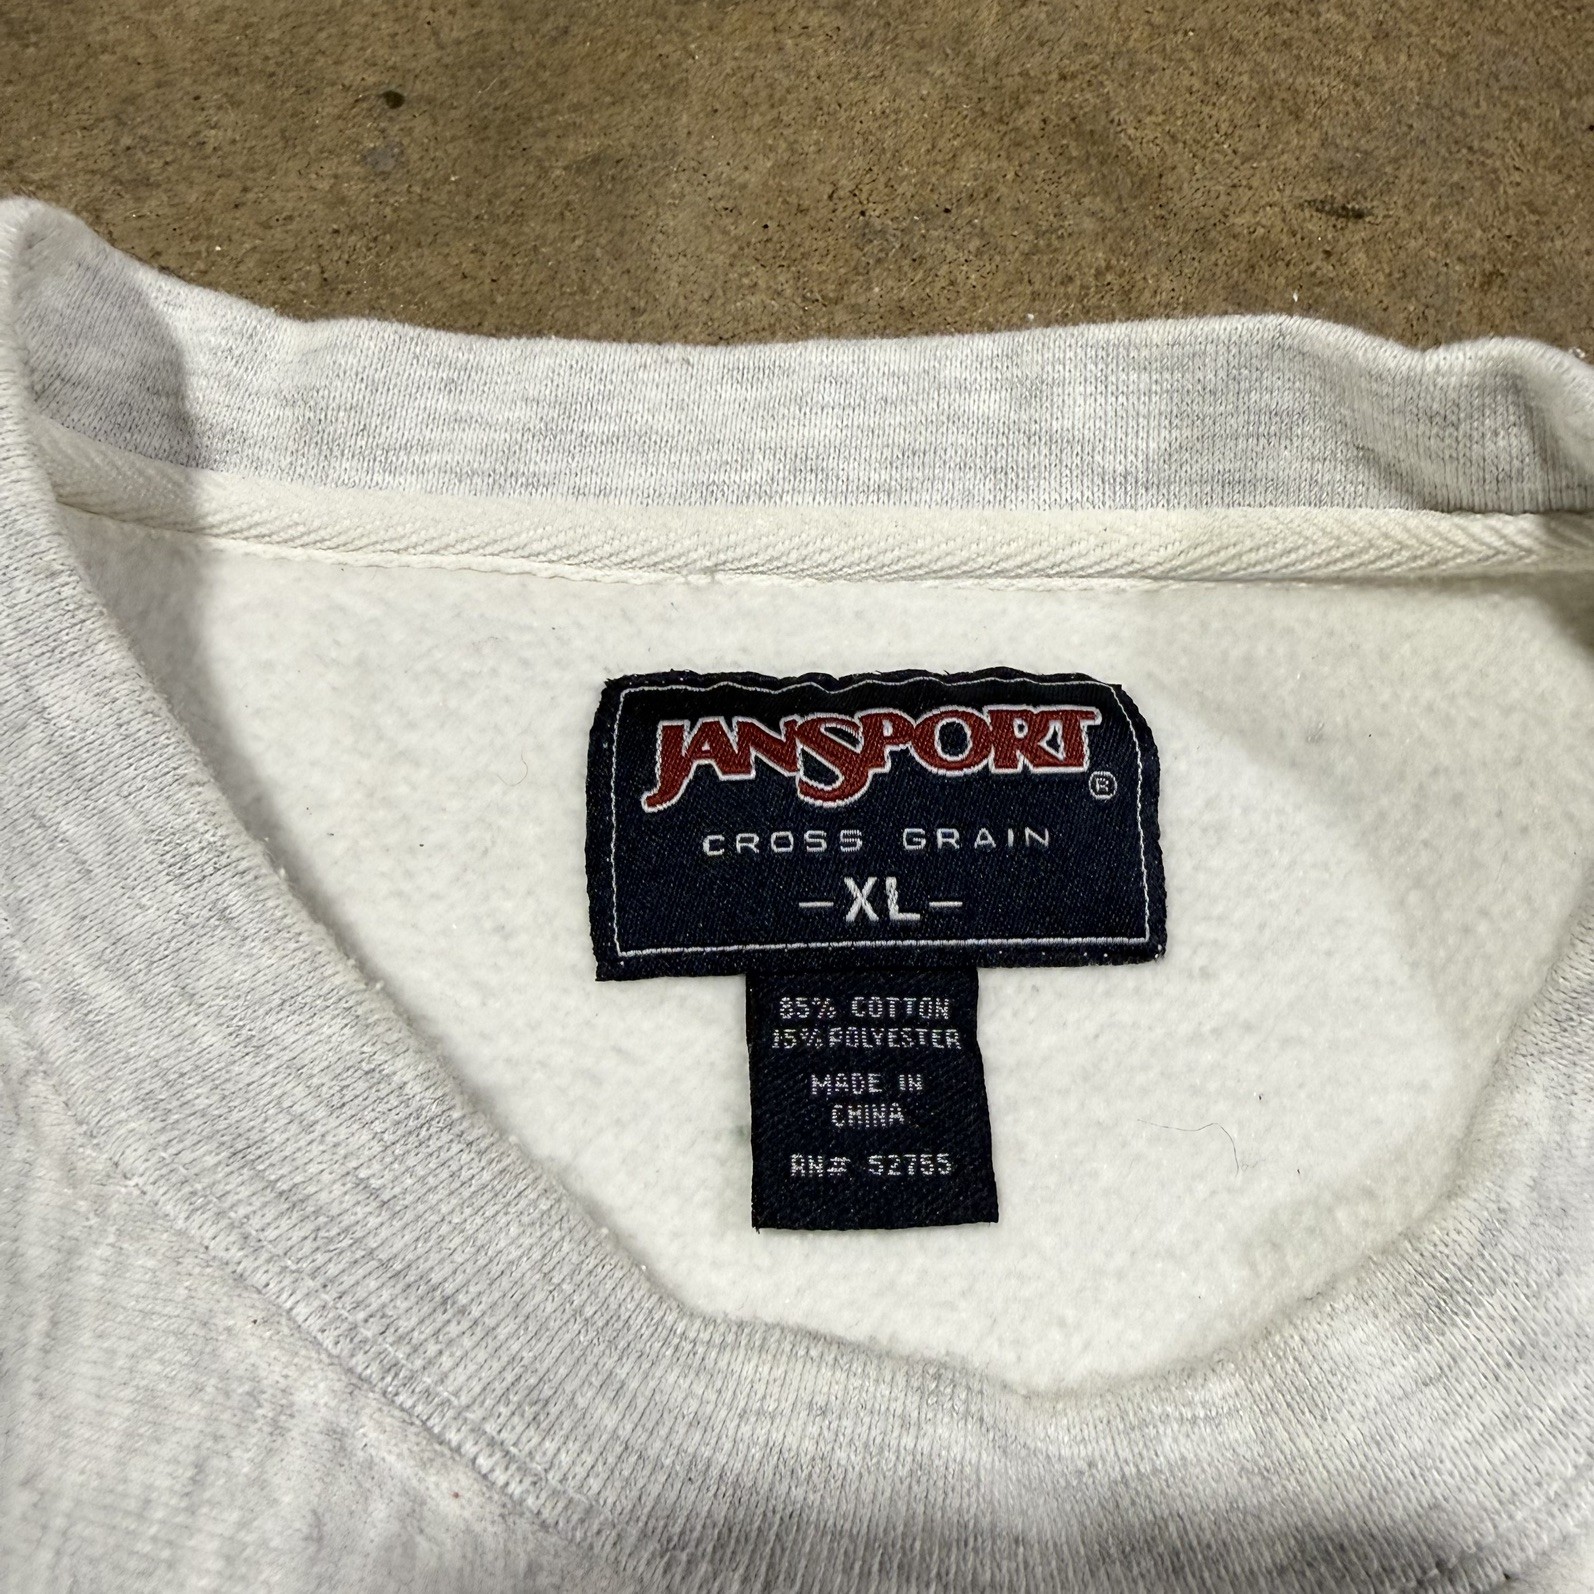 JANSPORT
®
CROSS GRAIN
-XL-
85% COTTON
15% POLYESTER
MADE IN
CHINA
RN# 52755